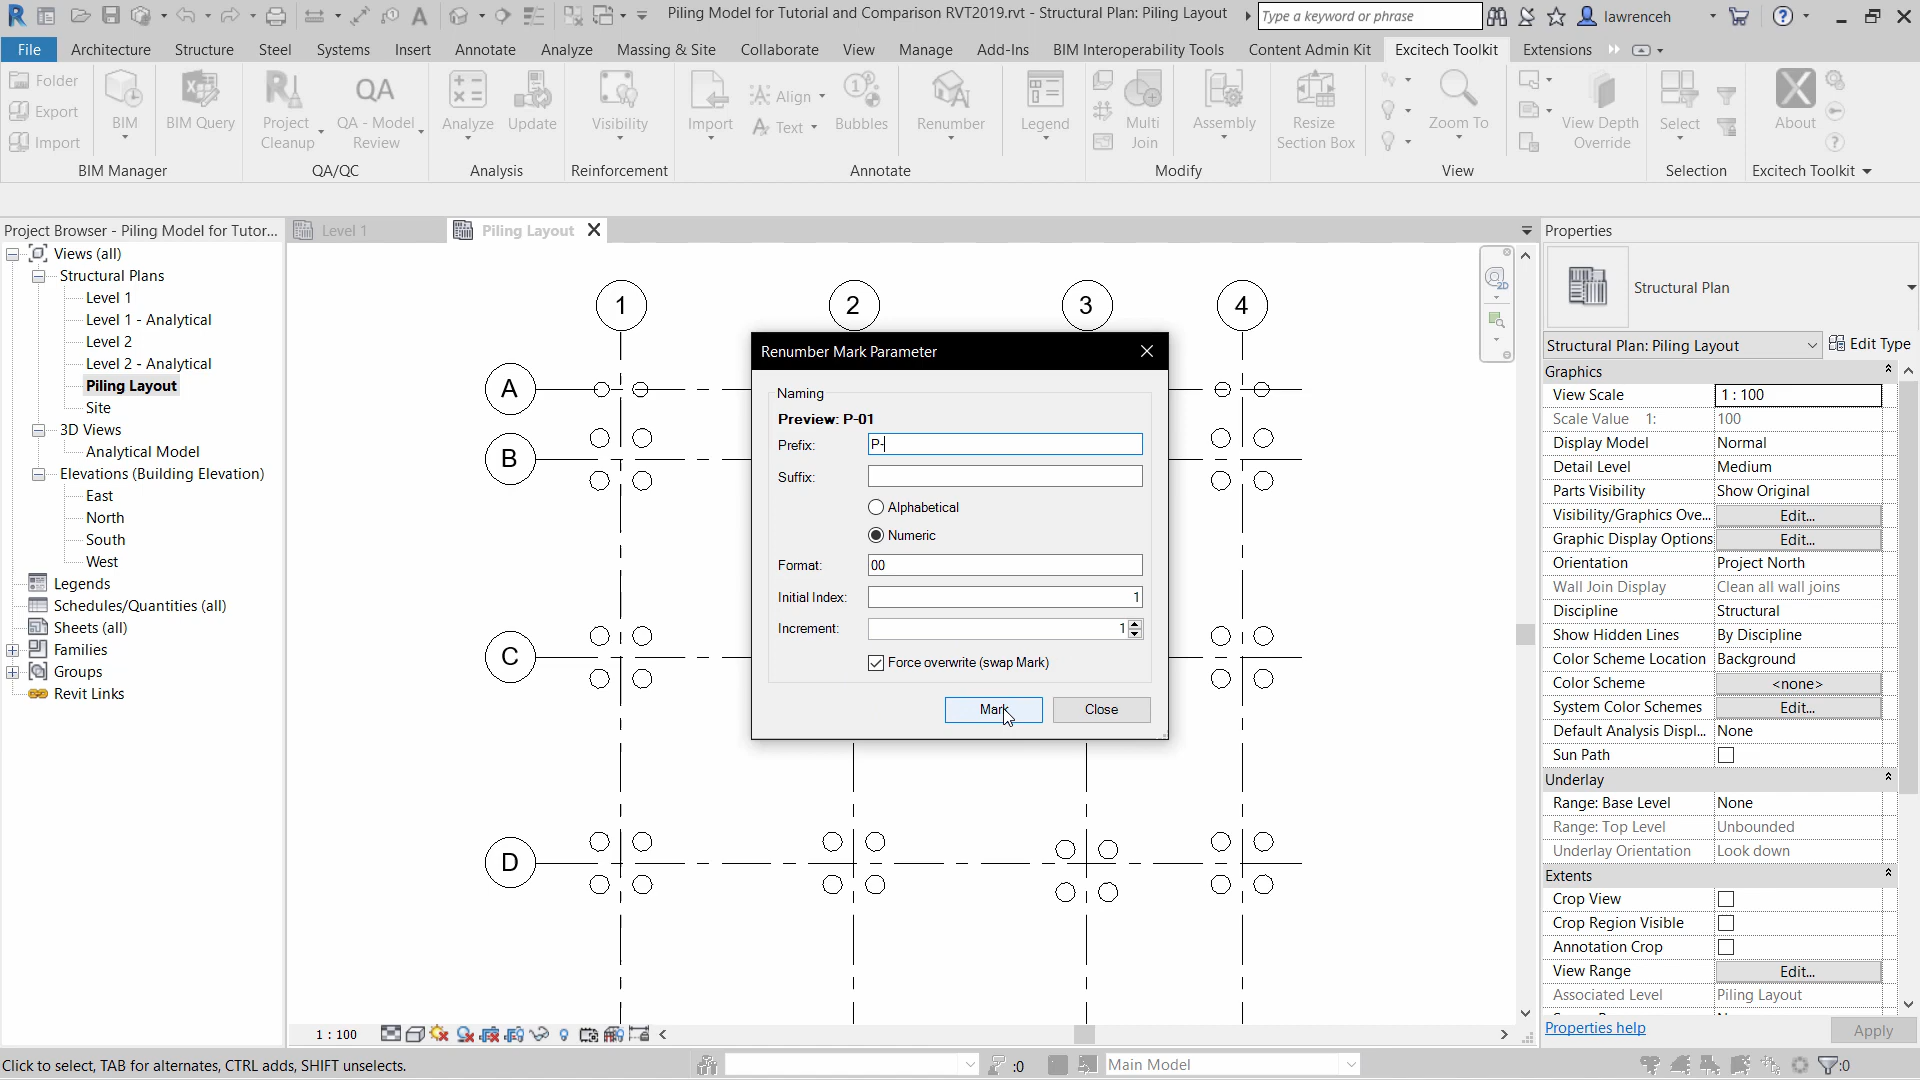 Piling Model for Tutorial and Comparison RVT2019.rvt - Structural Plan: Piling Layout
Type a keyword or phrase
lawrenceh
File Architecture Structure Steel Systems Insert Annotate Analyze Massing & Site Collaborate View Manage Add-Ins BIM Interoperability Tools Content Admin Kit Excitech Toolkit Extensions
Folder
Export
Import
BIM
BIM Query
Project
Cleanup
QA
QA - Model
Review
Analyze
Update
Visibility
Import
Align
Text
Bubbles
Renumber
Legend
Multi
Join
Assembly
Resize
Section Box
Zoom To
View Depth
Override
Select
About
BIM Manager QA/QC Analysis Reinforcement Annotate Modify View Selection Excitech Toolkit
Project Browser - Piling Model for Tutor...
Views (all)
Structural Plans
Level 1
Level 1 - Analytical
Level 2
Level 2 - Analytical
Piling Layout
Site
3D Views
Analytical Model
Elevations (Building Elevation)
East
North
South
West
Legends
Schedules/Quantities (all)
Sheets (all)
Families
Groups
Revit Links
Level 1
Piling Layout
1 2 3 4
A
B
C
D
2D
Renumber Mark Parameter
Naming
Preview: P-01
Prefix: P-
Suffix:
Alphabetical
Numeric
Format: 00
Initial Index: 1
Increment: 1
Force overwrite (swap Mark)
Mark Close
1 : 100
Properties
Structural Plan
Structural Plan: Piling Layout Edit Type
Graphics
View Scale 1 : 100
Scale Value 1: 100
Display Model Normal
Detail Level Medium
Parts Visibility Show Original
Visibility/Graphics Ove... Edit...
Graphic Display Options Edit...
Orientation Project North
Wall Join Display Clean all wall joins
Discipline Structural
Show Hidden Lines By Discipline
Color Scheme Location Background
Color Scheme <none>
System Color Schemes Edit...
Default Analysis Displ... None
Sun Path
Underlay
Range: Base Level None
Range: Top Level Unbounded
Underlay Orientation Look down
Extents
Crop View
Crop Region Visible
Annotation Crop
View Range Edit...
Associated Level Piling Layout
Properties help Apply
Click to select, TAB for alternates, CTRL adds, SHIFT unselects.
:0
Main Model
:0